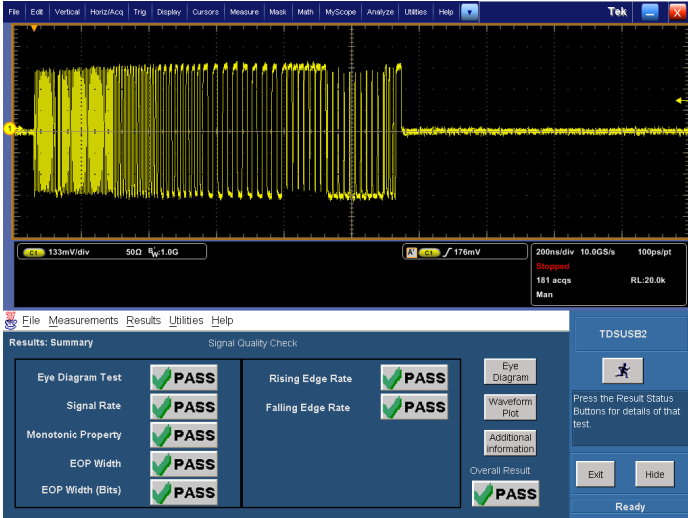 File Edit Vertical Horiz/Acq Trig Display Cursors Measure Mask Math MyScope Analyze Utilities Help Tek X
1
C1 133mV/div 50Ω BW:1.0G
A' C1 176mV
200ns/div 10.0GS/s 100ps/pt
Stopped
181 acqs RL:20.0k
Man
File Measurements Results Utilities Help
Results: Summary Signal Quality Check
Eye Diagram Test PASS
Signal Rate PASS
Monotonic Property PASS
EOP Width PASS
EOP Width (Bits) PASS
Rising Edge Rate PASS
Falling Edge Rate PASS
Eye
Diagram
Waveform
Plot
Additional
information
Overall Result
PASS
TDSUSB2
Press the Result Status
Buttons for details of that
test.
Exit Hide
Ready